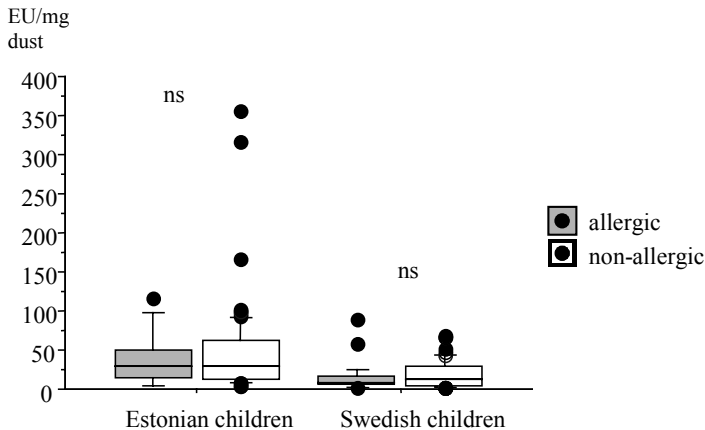 EU/mg
dust
400
350
300
250
200
150
100
50
0
ns
ns
allergic
non-allergic
Estonian children
Swedish children